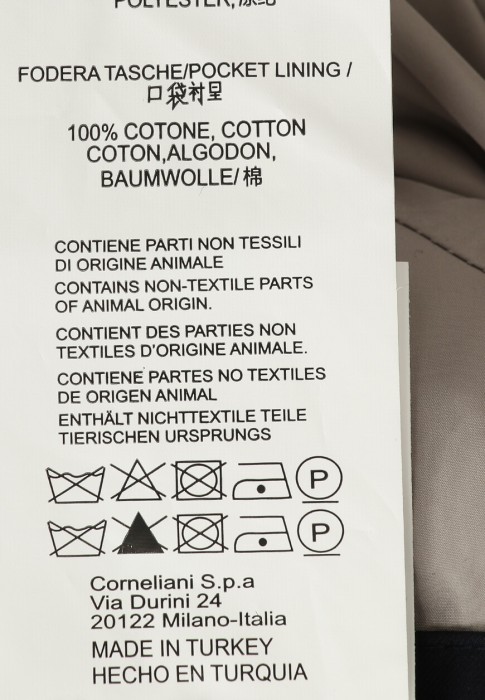 POLYESTER,涤纶
FODERA TASCHE/POCKET LINING /
口袋衬里
100% COTONE, COTTON
COTON,ALGODON,
BAUMWOLLE/ 棉
CONTIENE PARTI NON TESSILI
DI ORIGINE ANIMALE
CONTAINS NON-TEXTILE PARTS
OF ANIMAL ORIGIN.
CONTIENT DES PARTIES NON
TEXTILES D'ORIGINE ANIMALE.
CONTIENE PARTES NO TEXTILES
DE ORIGEN ANIMAL
ENTHÄLT NICHTTEXTILE TEILE
TIERISCHEN URSPRUNGS
P
P
Corneliani S.p.a
Via Durini 24
20122 Milano-Italia
MADE IN TURKEY
HECHO EN TURQUIA